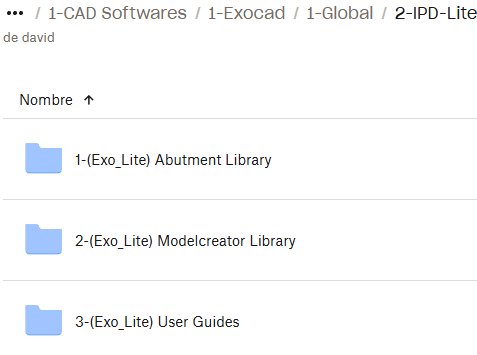 ••• / 1-CAD Softwares / 1-Exocad / 1-Global / 2-IPD-Lite
de david
Nombre ↑
1-(Exo_Lite) Abutment Library
2-(Exo_Lite) Modelcreator Library
3-(Exo_Lite) User Guides